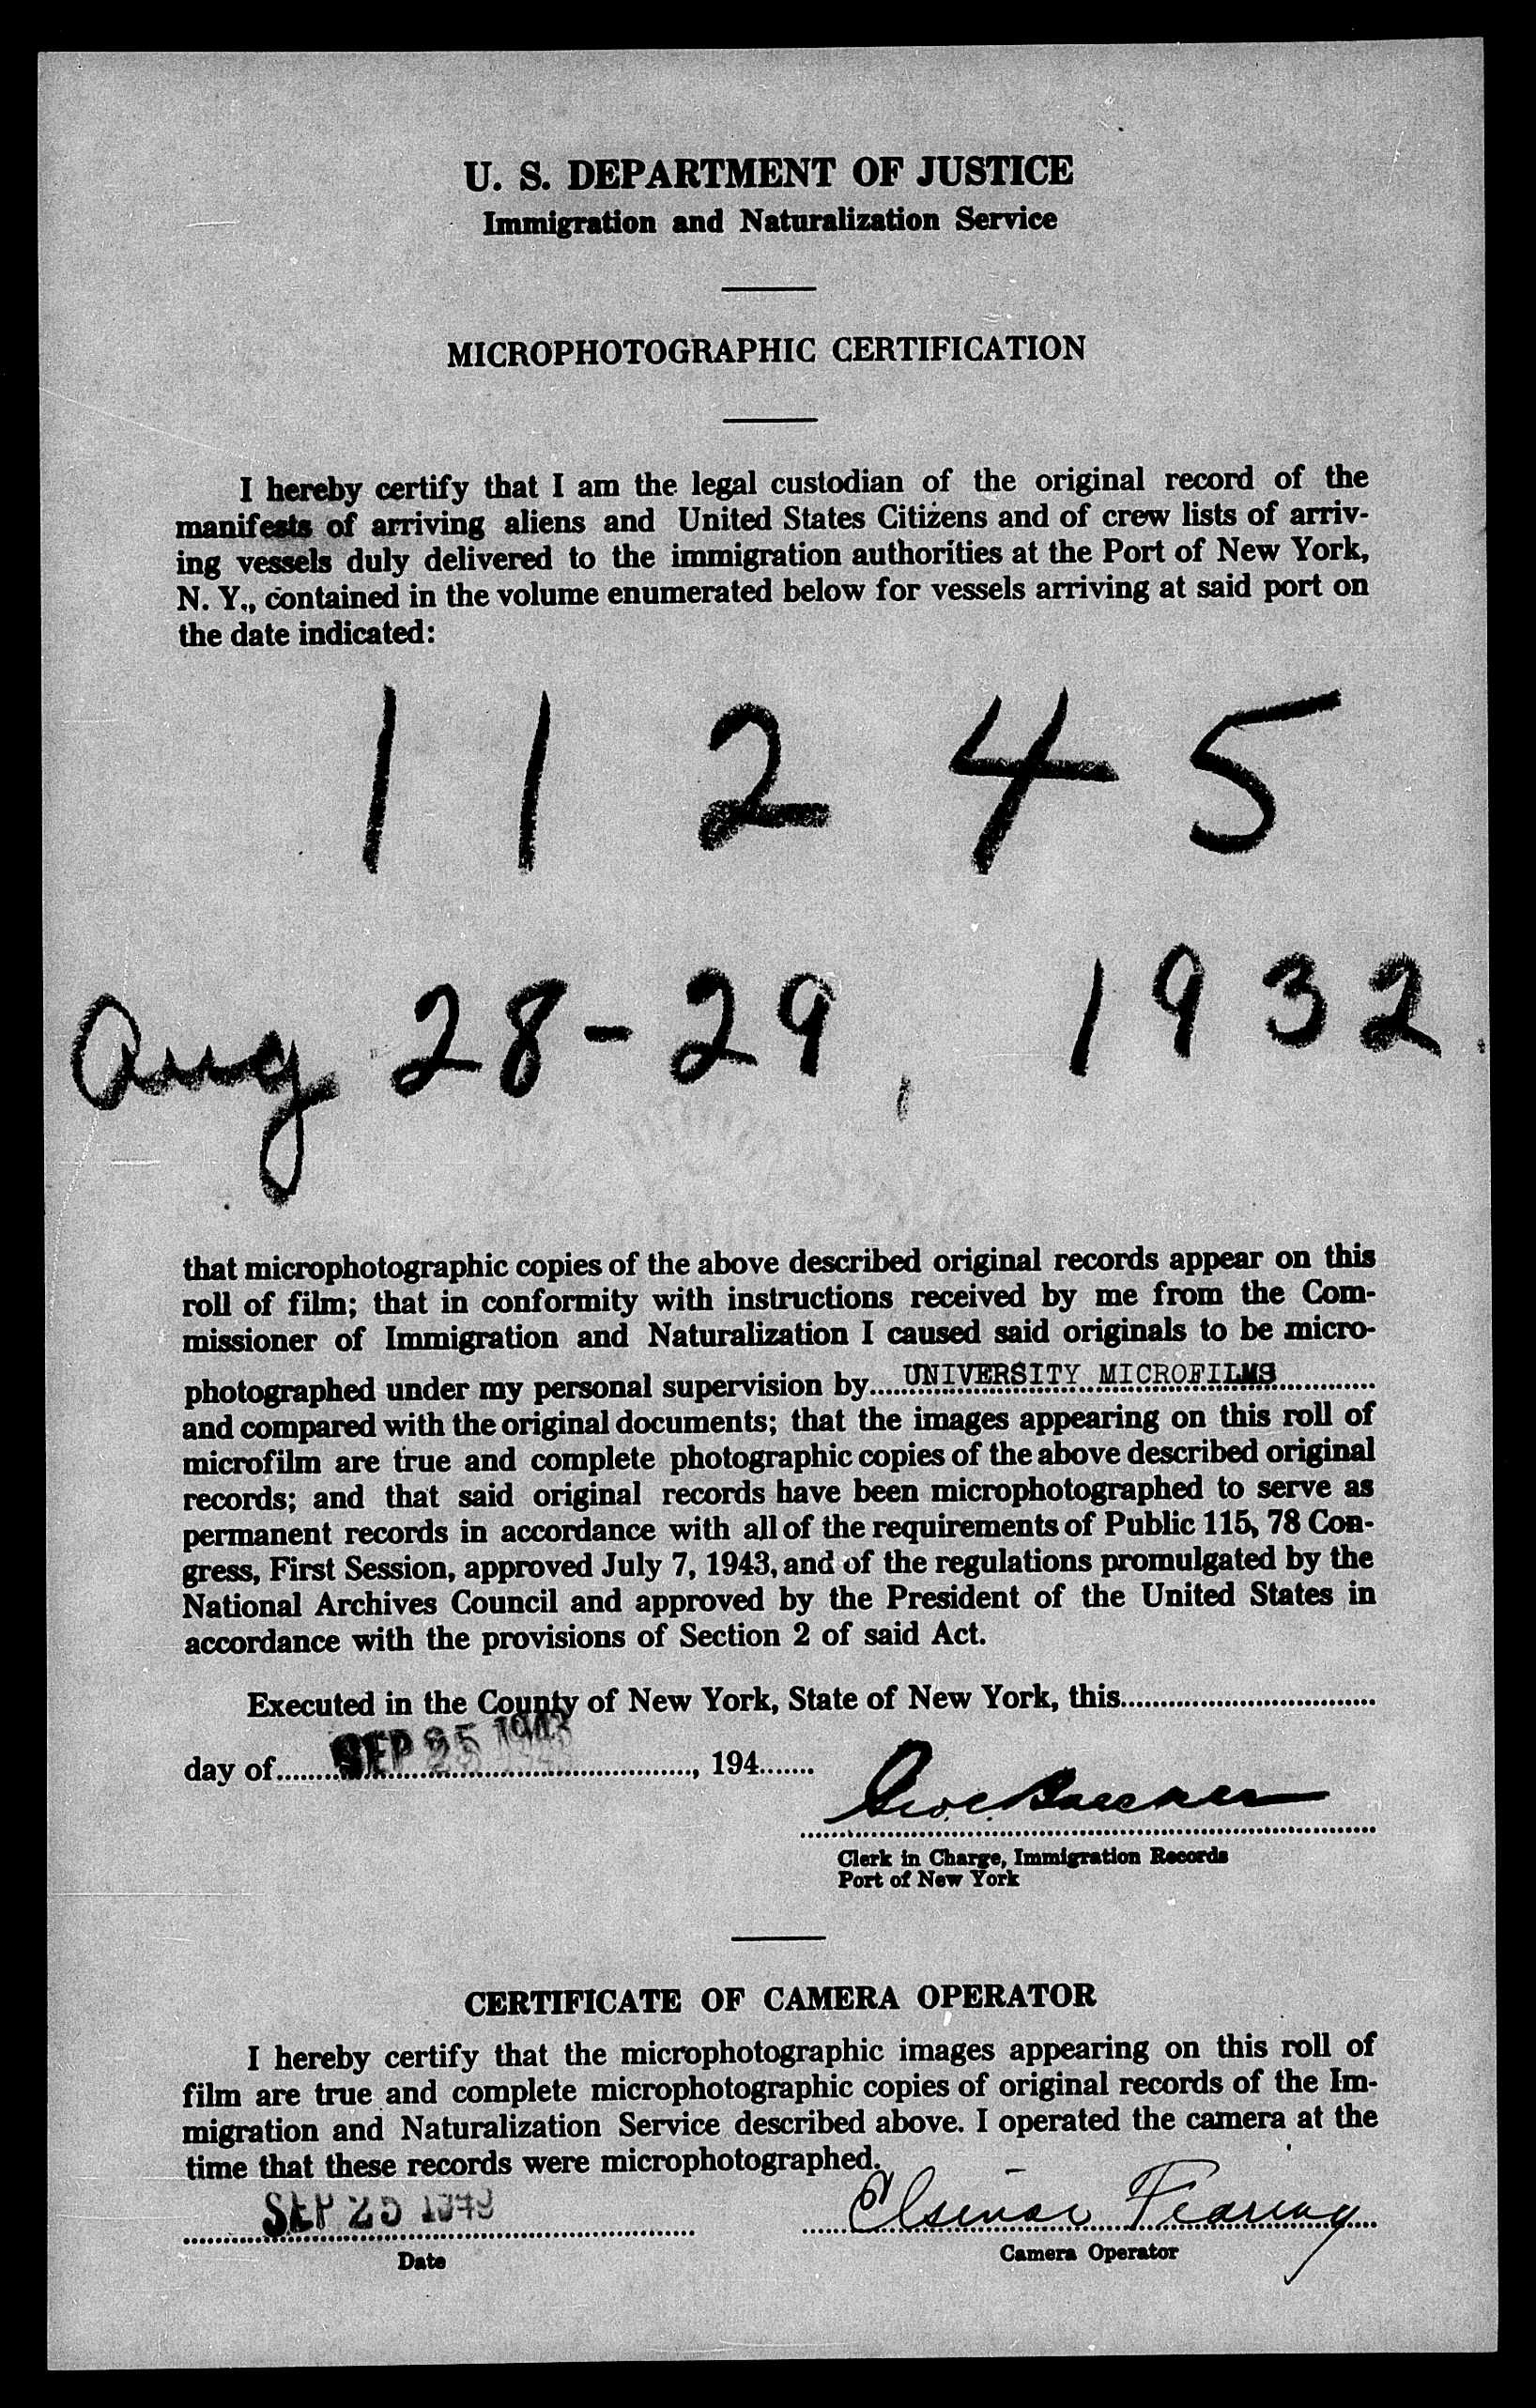 U. S. DEPARTMENT OF JUSTICE
Immigration and Naturalization Service
MICROPHOTOGRAPHIC CERTIFICATION
I hereby certify that I am the legal custodian of the original record of the
manifests of arriving aliens and United States Citizens and of crew lists of arriv-
ing vessels duly delivered to the immigration authorities at the Port of New York,
N. Y., contained in the volume enumerated below for vessels arriving at said port on
the date indicated:
11245
Aug 28-29, 1932.
that microphotographic copies of the above described original records appear on this
roll of film; that in conformity with instructions received by me from the Com-
missioner of Immigration and Naturalization I caused said originals to be micro-
photographed under my personal supervision by UNIVERSITY MICROFILMS
and compared with the original documents; that the images appearing on this roll of
microfilm are true and complete photographic copies of the above described original
records; and that said original records have been microphotographed to serve as
permanent records in accordance with all of the requirements of Public 115, 78 Con-
gress, First Session, approved July 7, 1943, and of the regulations promulgated by the
National Archives Council and approved by the President of the United States in
accordance with the provisions of Section 2 of said Act.
Executed in the County of New York, State of New York, this
day of SEP 25 1943, 194
Clerk in Charge, Immigration Records
Port of New York
CERTIFICATE OF CAMERA OPERATOR
I hereby certify that the microphotographic images appearing on this roll of
film are true and complete microphotographic copies of original records of the Im-
migration and Naturalization Service described above. I operated the camera at the
time that these records were microphotographed.
SEP 25 1943
Date
Camera Operator